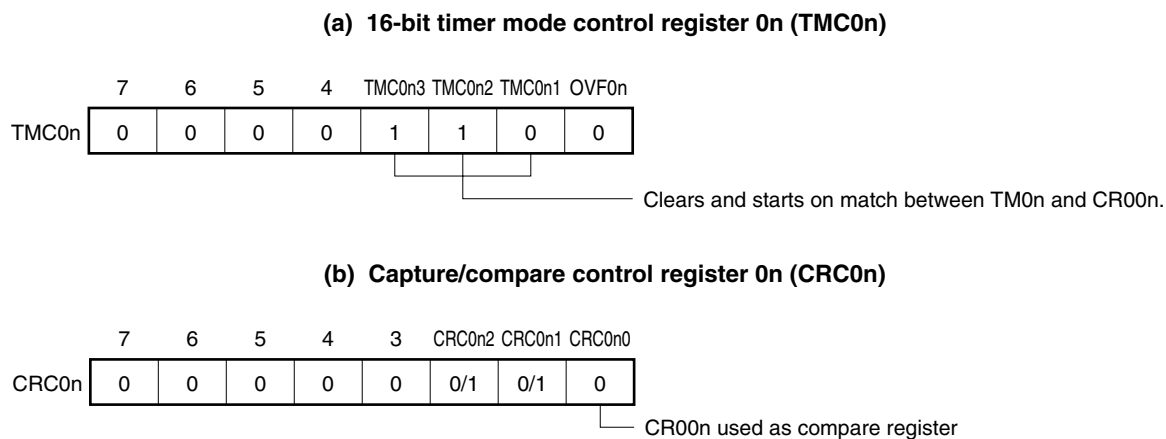 (a) 16-bit timer mode control register 0n (TMC0n)
7 6 5 4 TMC0n3 TMC0n2 TMC0n1 OVF0n
TMC0n 0 0 0 0 1 1 0 0
Clears and starts on match between TM0n and CR00n.
(b) Capture/compare control register 0n (CRC0n)
7 6 5 4 3 CRC0n2 CRC0n1 CRC0n0
CRC0n 0 0 0 0 0 0/1 0/1 0
CR00n used as compare register